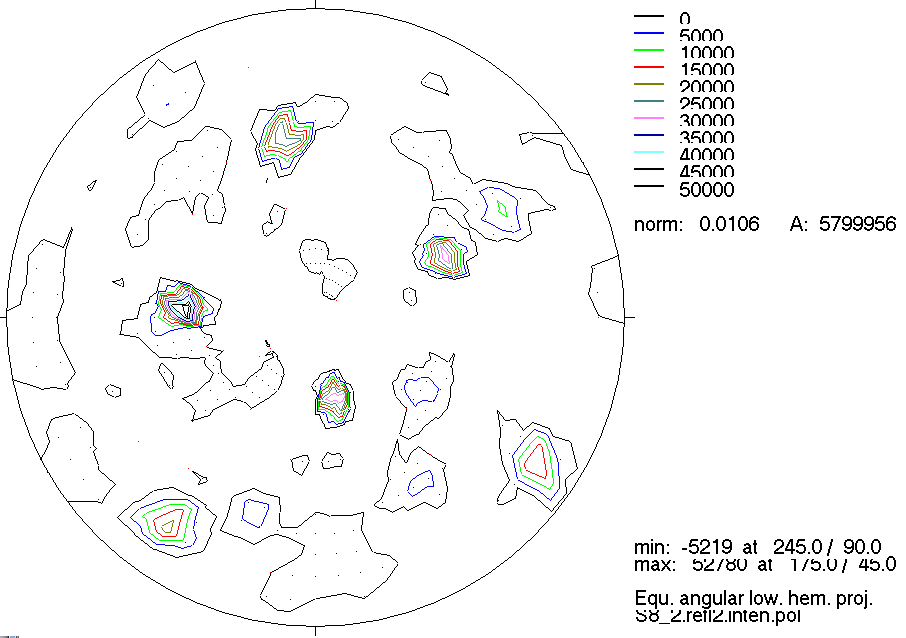 0
5000
10000
15000
20000
25000
30000
35000
40000
45000
50000
norm: 0.0106 A: 5799956
min: -5219 at 245.0 / 90.0
max: 52780 at 175.0 / 45.0
Equ. angular low. hem. proj.
S8_2.refl2.inten.pol